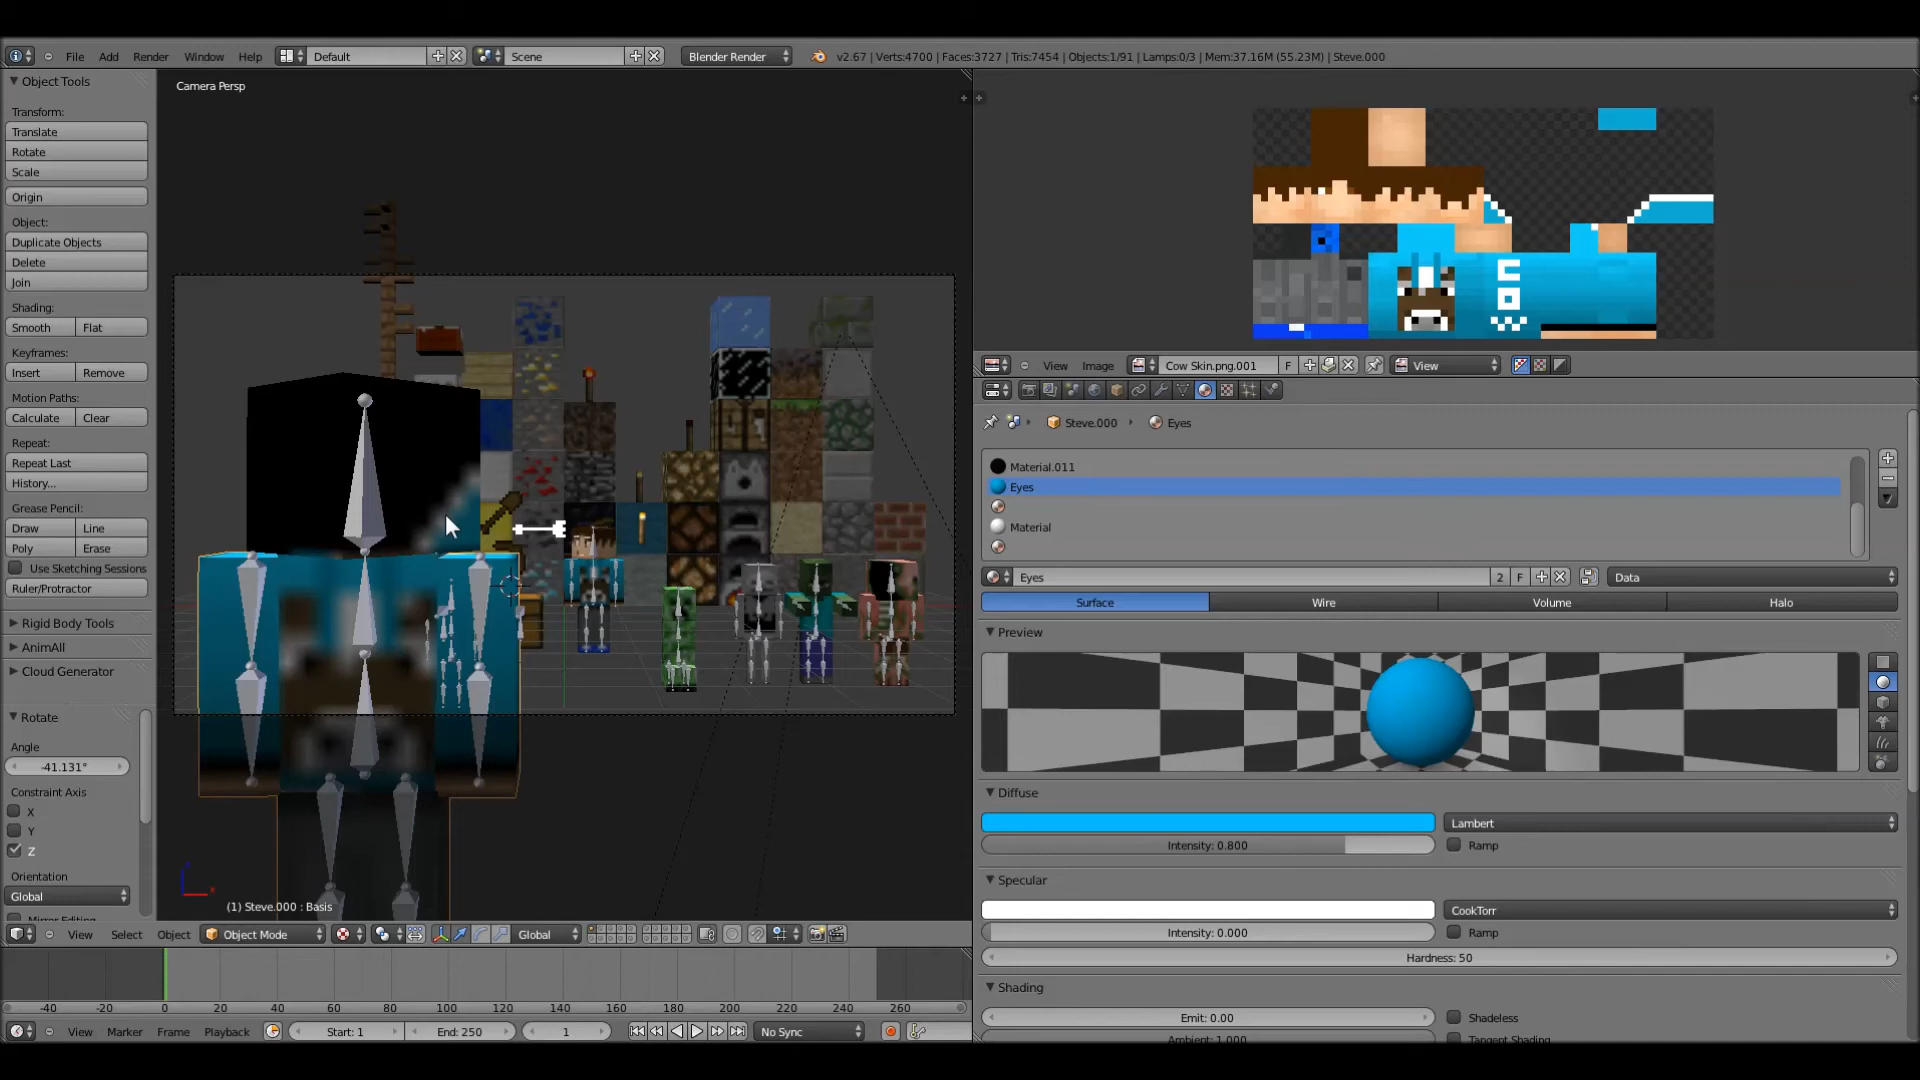 File Add Render Window Help Default Scene Blender Render v2.67 | Verts:4700 | Faces:3727 | Tris:7454 | Objects:1/91 | Lamps:0/3 | Mem:37.16M (55.23M) | Steve.000
Object Tools
Transform:
Translate
Rotate
Scale
Origin
Object:
Duplicate Objects
Delete
Join
Shading:
Smooth Flat
Keyframes:
Insert Remove
Motion Paths:
Calculate Clear
Repeat:
Repeat Last
History...
Grease Pencil:
Draw Line
Poly Erase
Use Sketching Sessions
Ruler/Protractor
Rigid Body Tools
AnimAll
Cloud Generator
Rotate
Angle
-41.131°
Constraint Axis
X
Y
Z
Orientation
Global
Mirror Editing
Camera Persp
(1) Steve.000 : Basis
View Select Object Object Mode Global
-40 -20 0 20 40 60 80 100 120 140 160 180 200 220 240 260
View Marker Frame Playback Start: 1 End: 250 1 No Sync
View Image Cow Skin.png.001 F View
Steve.000 Eyes
Material.011
Eyes
Material
Eyes 2 F Data
Surface Wire Volume Halo
Preview
Diffuse
Lambert
Intensity: 0.800 Ramp
Specular
CookTorr
Intensity: 0.000 Ramp
Hardness: 50
Shading
Emit: 0.00 Shadeless
Ambient: 1.000 Tangent Shading